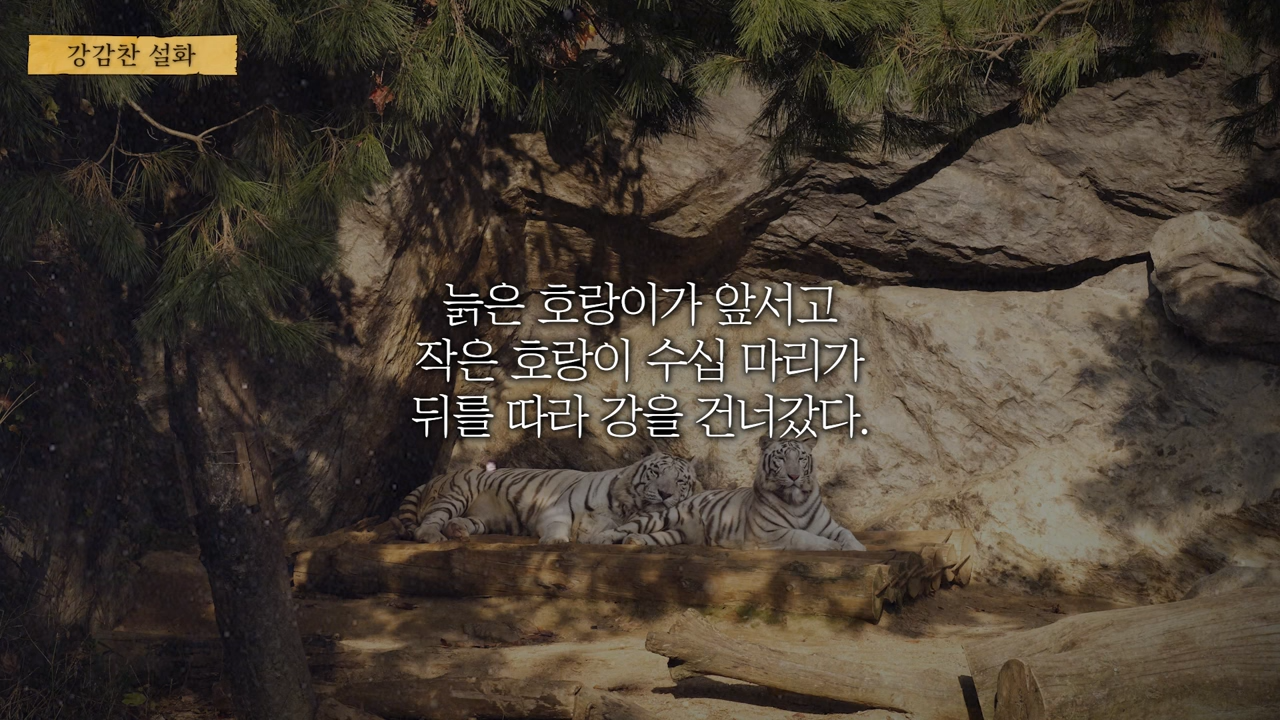 강감찬 설화
늙은 호랑이가 앞서고
작은 호랑이 수십 마리가
뒤를 따라 강을 건너갔다.